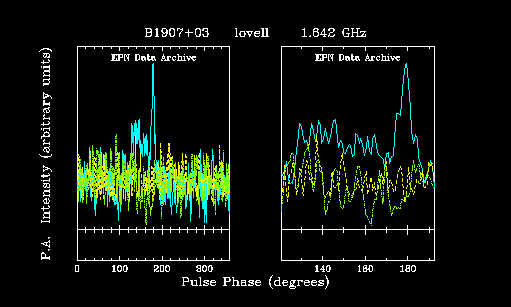 B1907+03 lovell 1.642 GHz
EPN Data Archive EPN Data Archive
P.A. Intensity (arbitrary units)
0 100 200 300 140 160 180
Pulse Phase (degrees)